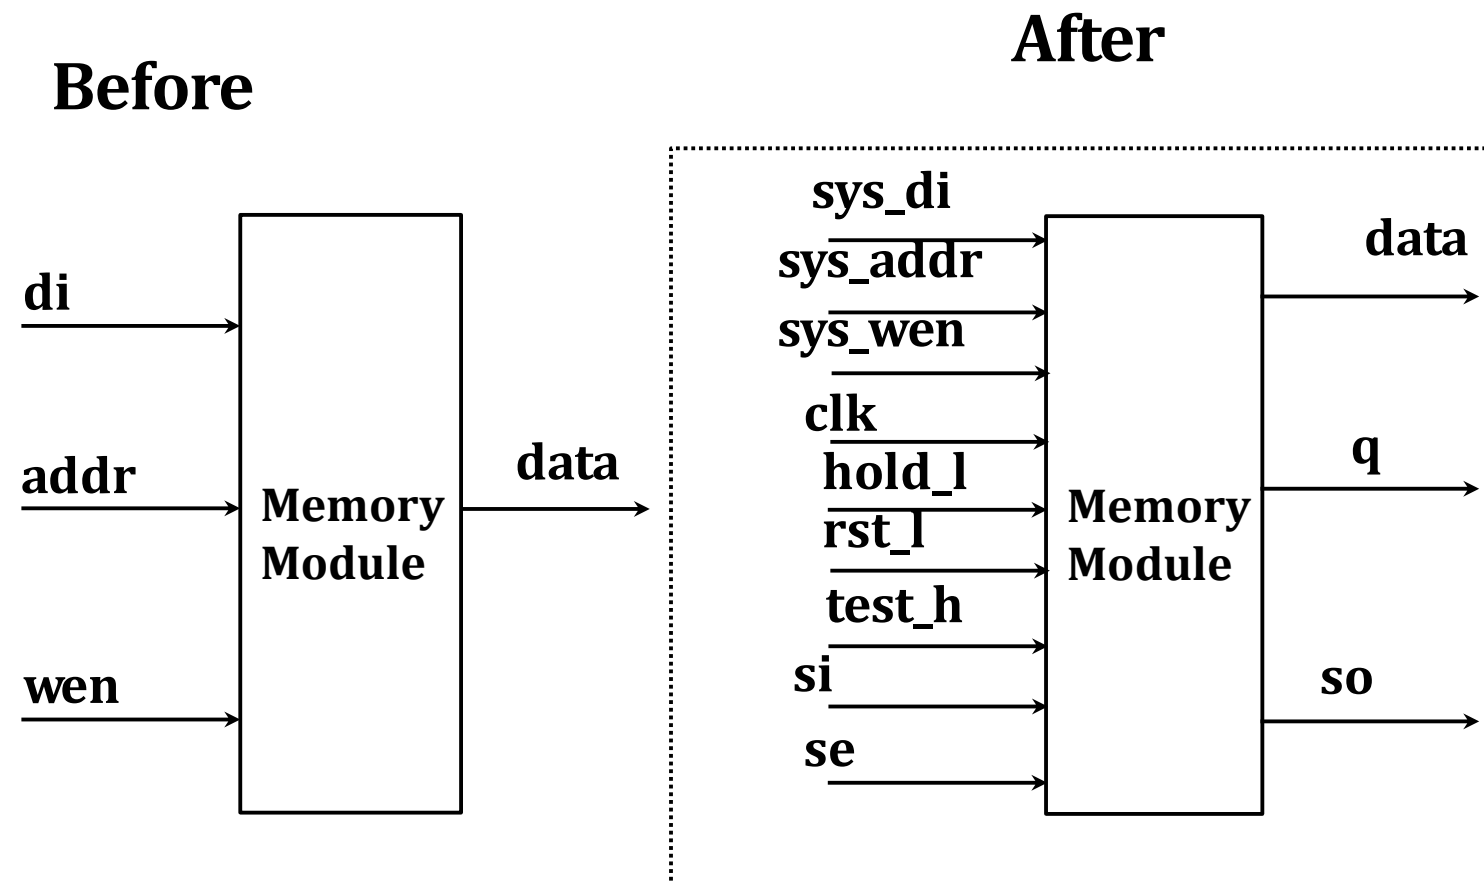 Before
di
addr
wen
Memory
Module
data
After
sys_di
sys_addr
sys_wen
clk
hold_l
rst_l
test_h
si
se
Memory
Module
data
q
so